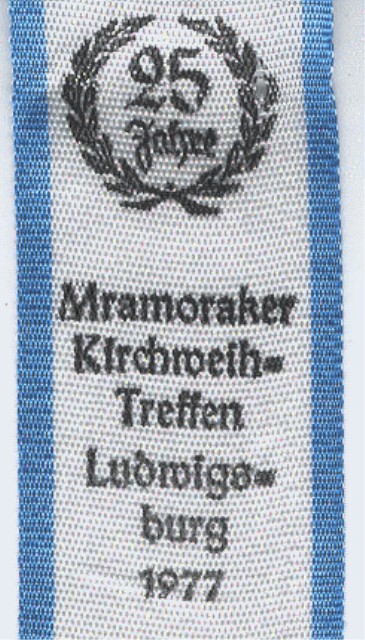 25
Jahre
Mramoraker
Kirchweih=
Treffen
Ludwigs=
burg
1977